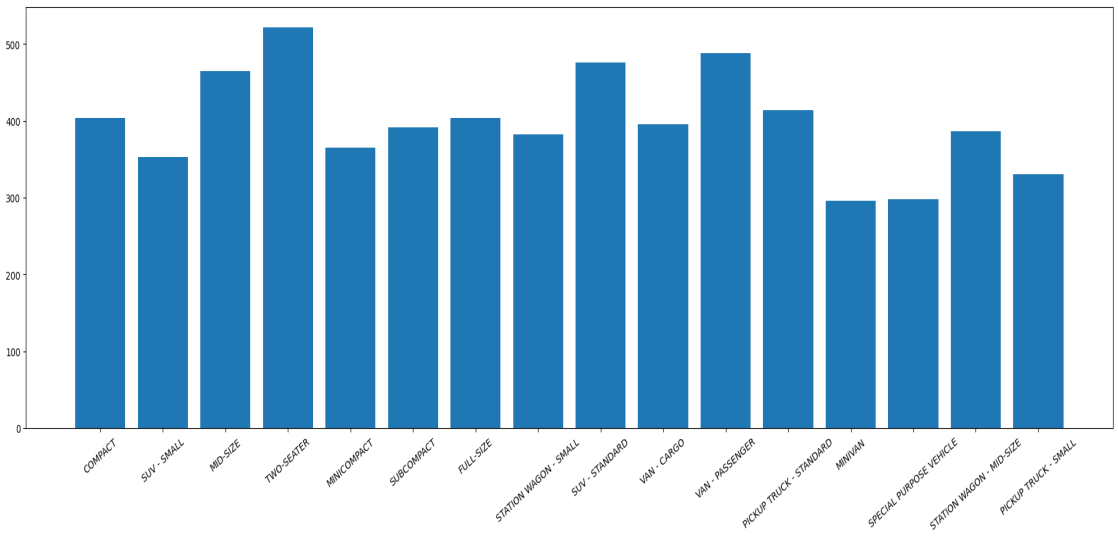 500
400
300
200
100
0
COMPACT
SUV - SMALL
MID-SIZE
TWO-SEATER
MINICOMPACT
SUBCOMPACT
FULL-SIZE
STATION WAGON - SMALL
SUV - STANDARD
VAN - CARGO
VAN - PASSENGER
PICKUP TRUCK - STANDARD
MINIVAN
SPECIAL PURPOSE VEHICLE
STATION WAGON - MID-SIZE
PICKUP TRUCK - SMALL